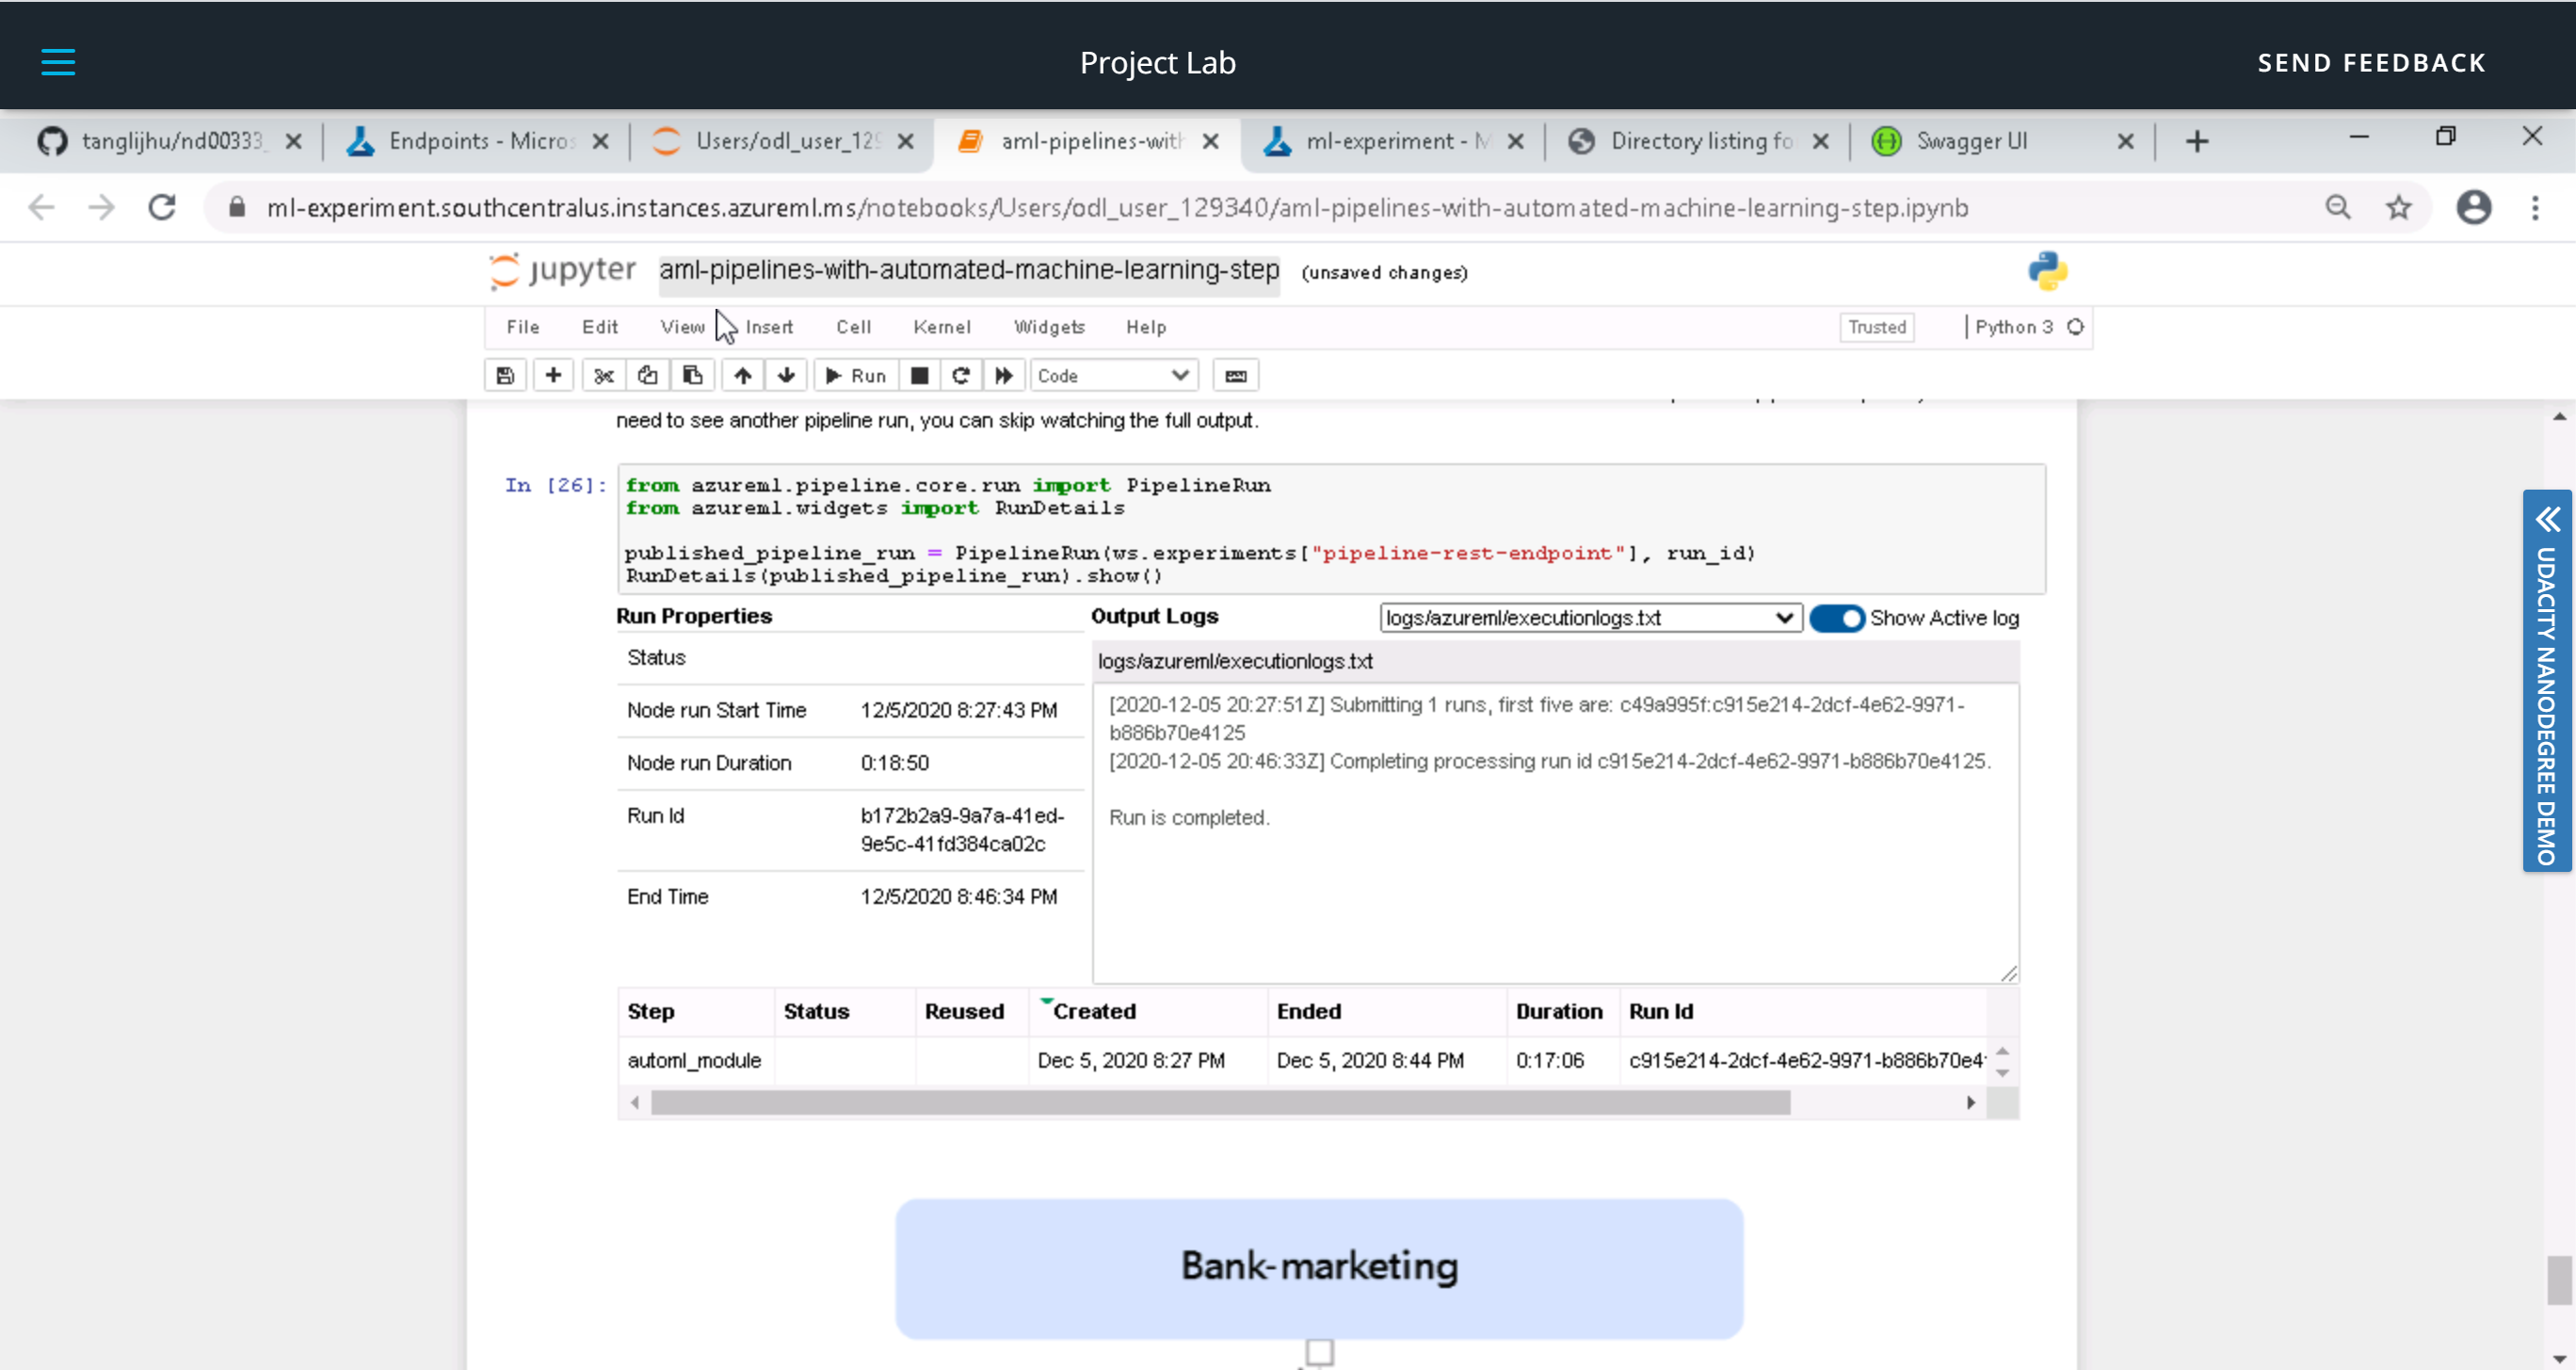 Project Lab
SEND FEEDBACK
tanglijhu/nd00333_
Endpoints - Micros
Users/odl_user_129
aml-pipelines-with
ml-experiment - M
Directory listing fo
Swagger UI
ml-experiment.southcentralus.instances.azureml.ms/notebooks/Users/odl_user_129340/aml-pipelines-with-automated-machine-learning-step.ipynb
jupyter aml-pipelines-with-automated-machine-learning-step (unsaved changes)
File Edit View Insert Cell Kernel Widgets Help Trusted Python 3
Run Code
need to see another pipeline run, you can skip watching the full output.
In [26]: from azureml.pipeline.core.run import PipelineRun
from azureml.widgets import RunDetails
published_pipeline_run = PipelineRun(ws.experiments["pipeline-rest-endpoint"], run_id)
RunDetails(published_pipeline_run).show()
Run Properties
Status
Node run Start Time 12/5/2020 8:27:43 PM
Node run Duration 0:18:50
Run Id b172b2a9-9a7a-41ed-
9e5c-41fd384ca02c
End Time 12/5/2020 8:46:34 PM
Output Logs logs/azureml/executionlogs.txt Show Active log
logs/azureml/executionlogs.txt
[2020-12-05 20:27:51Z] Submitting 1 runs, first five are: c49a995f:c915e214-2dcf-4e62-9971-
b886b70e4125
[2020-12-05 20:46:33Z] Completing processing run id c915e214-2dcf-4e62-9971-b886b70e4125.
Run is completed.
Step Status Reused Created Ended Duration Run Id
automl_module Dec 5, 2020 8:27 PM Dec 5, 2020 8:44 PM 0:17:06 c915e214-2dcf-4e62-9971-b886b70e4
Bank-marketing
UDACITY NANODEGREE DEMO